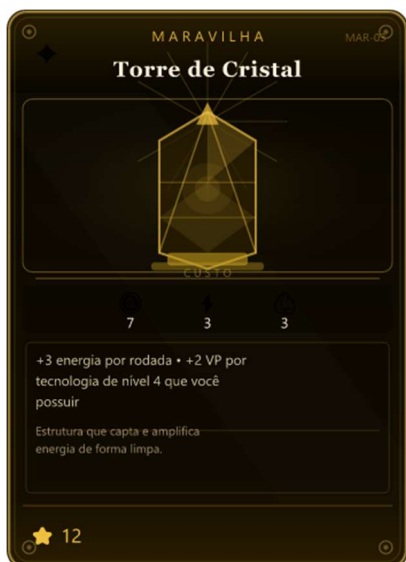 MARAVILHA
MAR-03
Torre de Cristal
CUSTO
7 3 3
+3 energia por rodada • +2 VP por
tecnologia de nível 4 que você
possuir
Estrutura que capta e amplifica
energia de forma limpa.
12